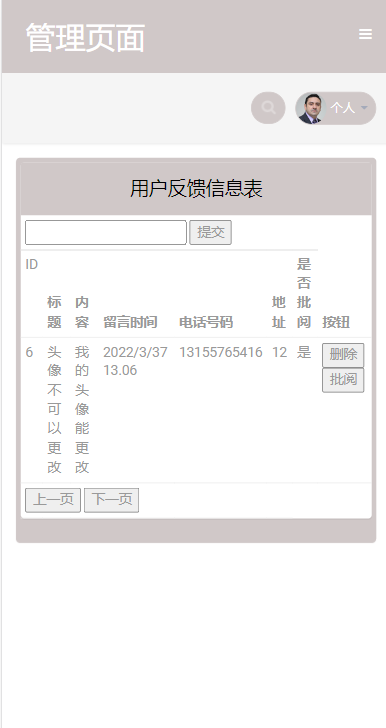 管理页面
个人
用户反馈信息表
提交
ID 标题 内容 留言时间 电话号码 地址 是否批阅 按钮
6 头像不可以更改 我的头像能更改 2022/3/37 13.06 13155765416 12 是 删除
批阅
上一页 下一页